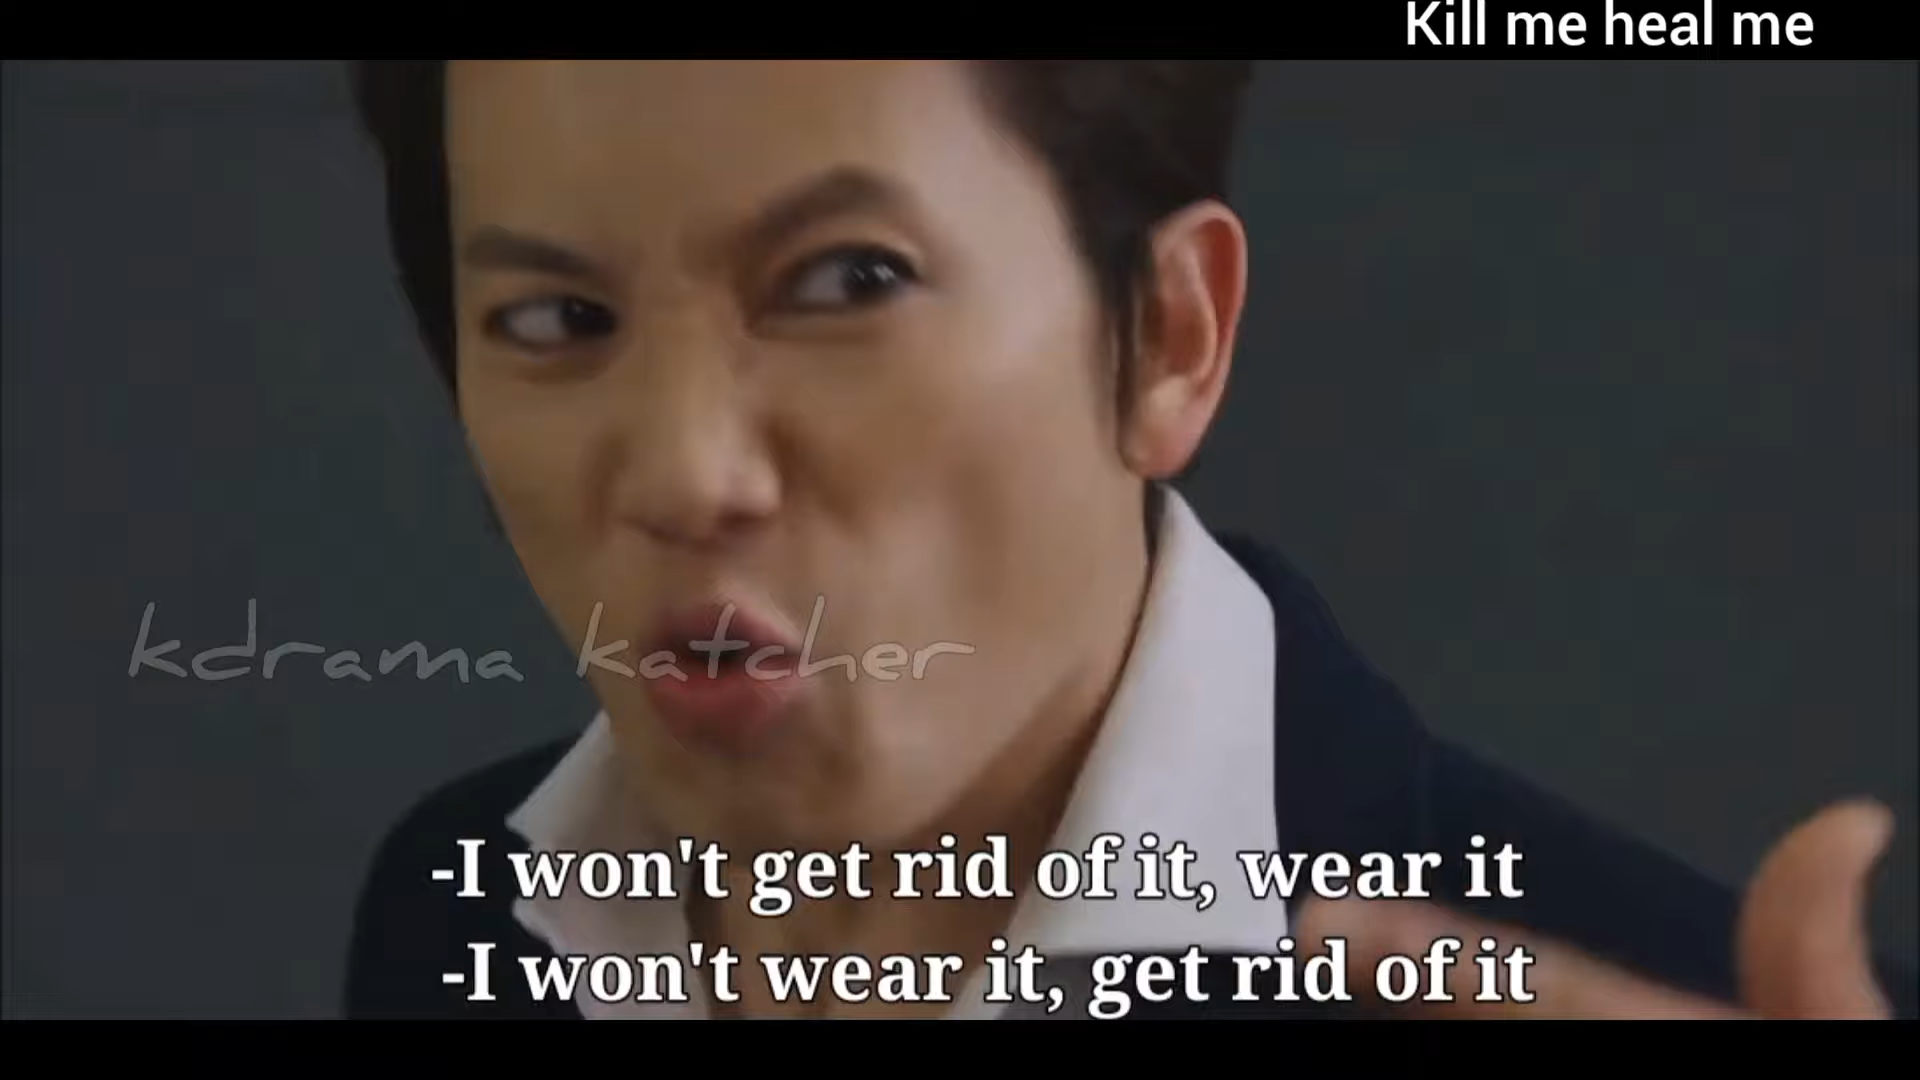 Kill me heal me
kdrama katcher
-I won't get rid of it, wear it
-I won't wear it, get rid of it